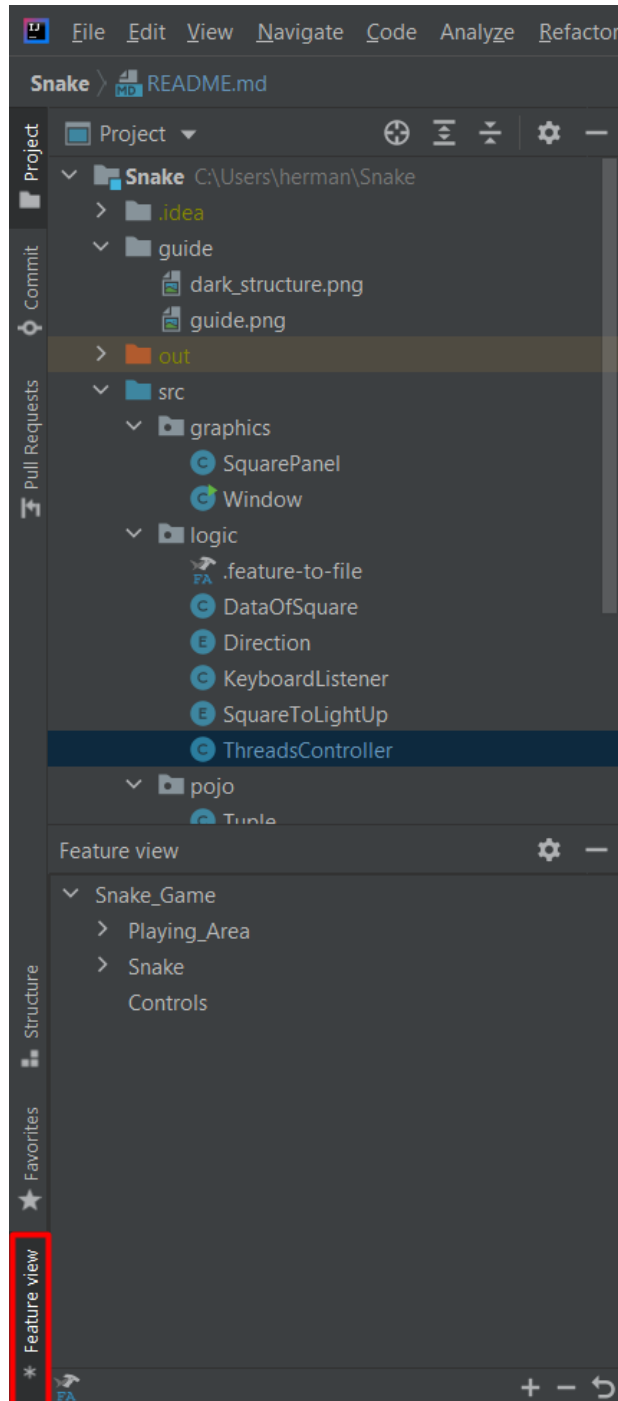 File Edit View Navigate Code Analyze Refactor
Snake README.md
Project
Project
Snake C:\Users\herman\Snake
.idea
guide
Commit
dark_structure.png
guide.png
out
Pull Requests
src
graphics
SquarePanel
Window
logic
.feature-to-file
DataOfSquare
Direction
KeyboardListener
SquareToLightUp
ThreadsController
pojo
Tuple
Feature view
Snake_Game
Playing_Area
Snake
Controls
Structure
Favorites
Feature view